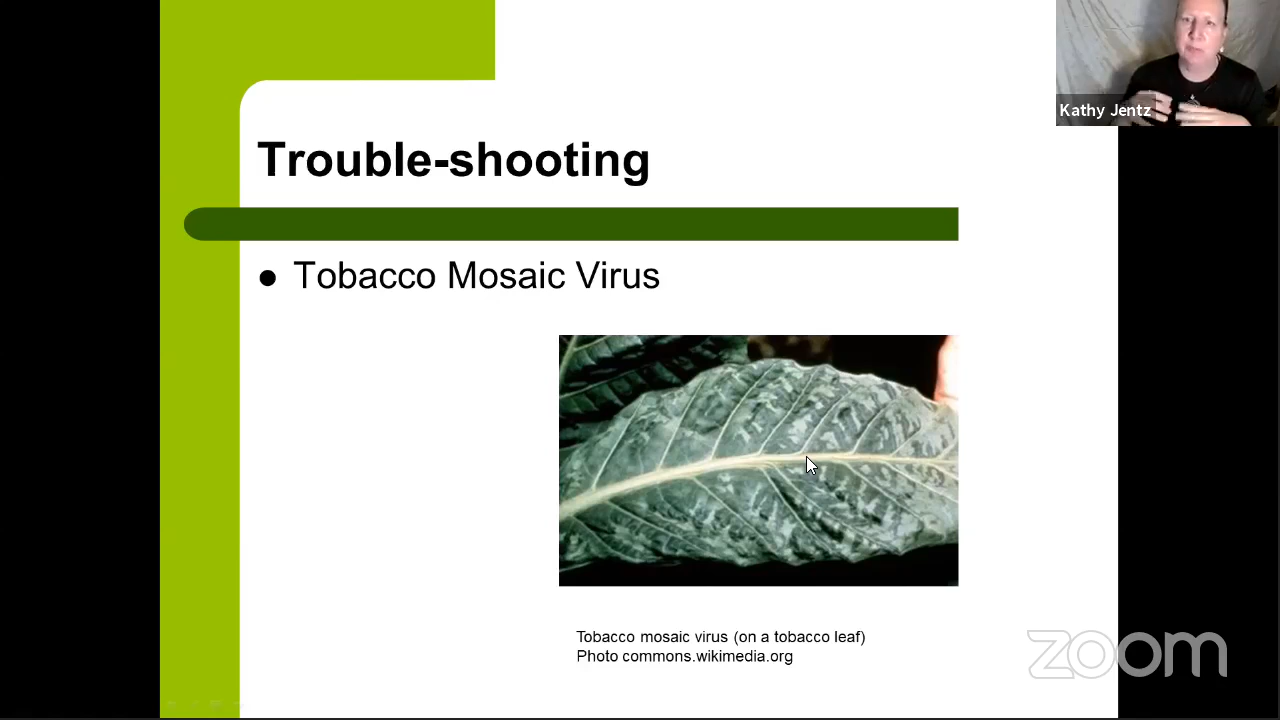 Kathy Jentz
Trouble-shooting
Tobacco Mosaic Virus
Tobacco mosaic virus (on a tobacco leaf)
Photo commons.wikimedia.org
zoom